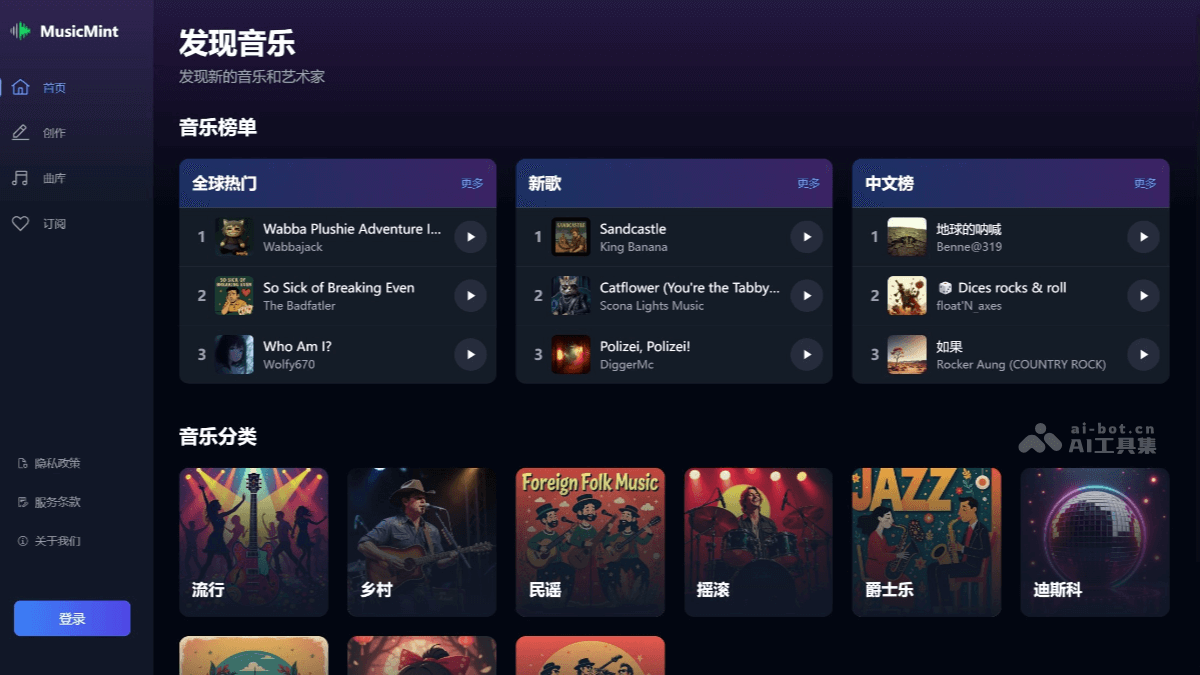 MusicMint
首页
创作
曲库
订阅
隐私政策
服务条款
关于我们
登录
发现音乐
发现新的音乐和艺术家
音乐榜单
全球热门
更多
1
Wabba Plushie Adventure I...
Wabbajack
2
So Sick of Breaking Even
The Badfatler
3
Who Am I?
Wolfy670
新歌
更多
1
SANDCASTLE
Sandcastle
King Banana
2
Catflower (You're the Tabby...
Scona Lights Music
3
Polizei, Polizei!
DiggerMc
中文榜
更多
1
地球的呐喊
Benne@319
2
Dices rocks & roll
float'N_axes
3
如果
Rocker Aung (COUNTRY ROCK)
音乐分类
ai-bot.cn
AI工具集
流行
乡村
Foreign Folk Music
民谣
摇滚
JAZZ
爵士乐
迪斯科